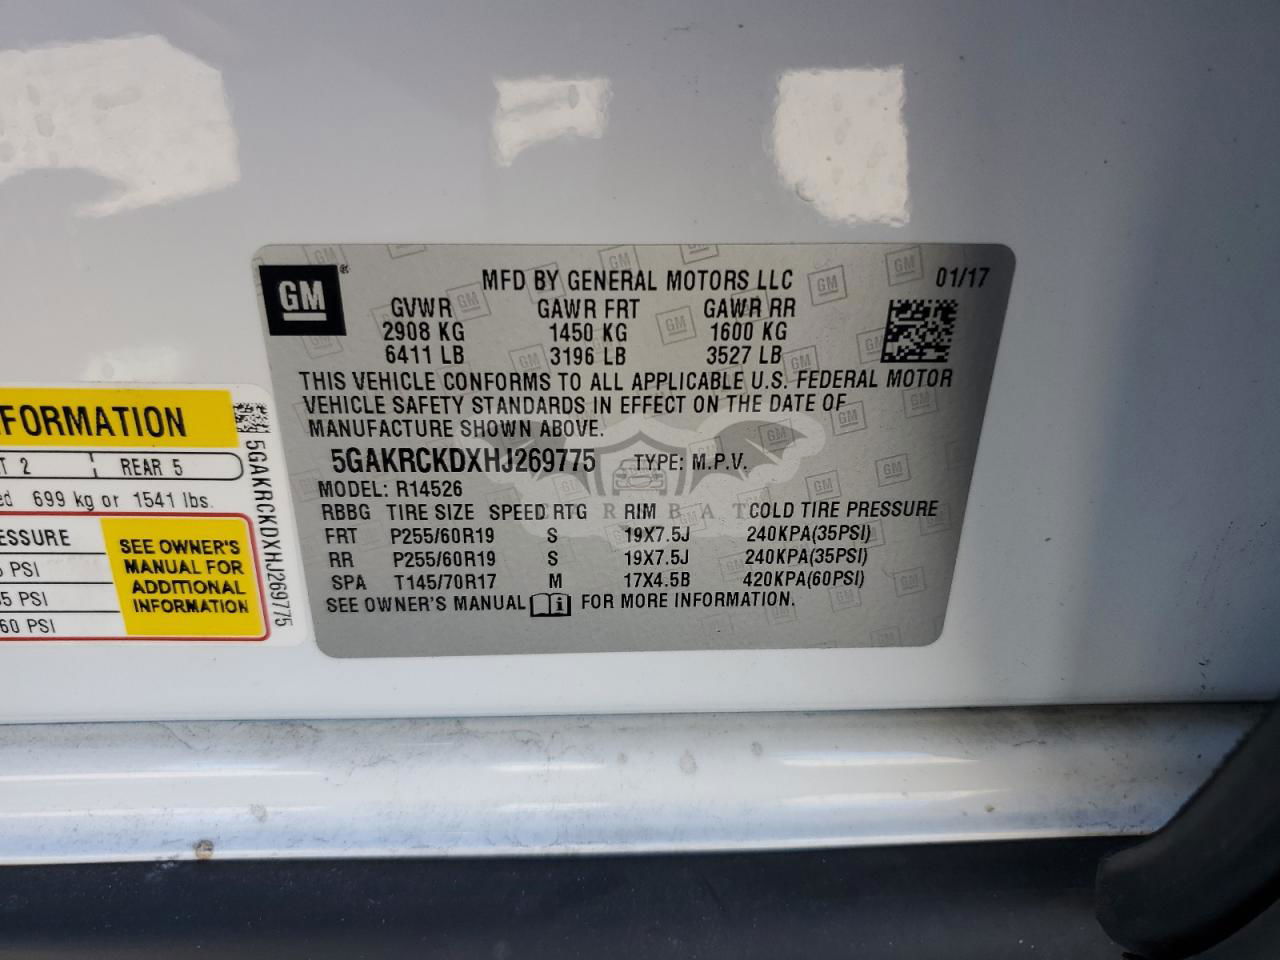 GM
MFD BY GENERAL MOTORS LLC 01/17
GVWR GAWR FRT GAWR RR
2908 KG 1450 KG 1600 KG
6411 LB 3196 LB 3527 LB
THIS VEHICLE CONFORMS TO ALL APPLICABLE U.S. FEDERAL MOTOR
VEHICLE SAFETY STANDARDS IN EFFECT ON THE DATE OF
MANUFACTURE SHOWN ABOVE.
5GAKRCKDXHJ269775 TYPE: M.P.V.
MODEL: R14526
RBBG TIRE SIZE SPEED RTG RIM COLD TIRE PRESSURE
FRT P255/60R19 S 19X7.5J 240KPA(35PSI)
RR P255/60R19 S 19X7.5J 240KPA(35PSI)
SPA T145/70R17 M 17X4.5B 420KPA(60PSI)
SEE OWNER'S MANUAL FOR MORE INFORMATION.
FORMATION
2 REAR 5
699 kg or 1541 lbs.
PSI
PSI
60 PSI
SEE OWNER'S
MANUAL FOR
ADDITIONAL
INFORMATION
5GAKRCKDXHJ269775